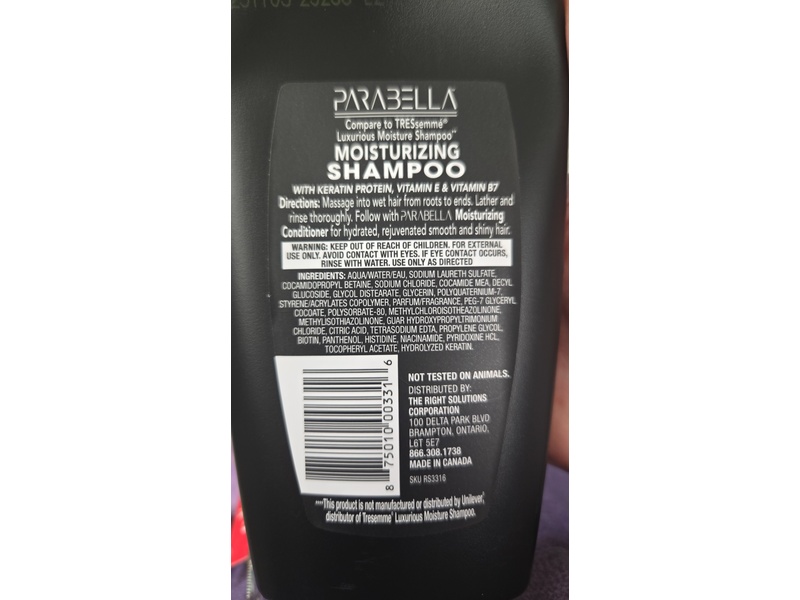 PARABELLA
Compare to TRESsemmé®
Luxurious Moisture Shampoo**
MOISTURIZING
SHAMPOO
WITH KERATIN PROTEIN, VITAMIN E & VITAMIN B7
Directions: Massage into wet hair from roots to ends. Lather and
rinse thoroughly. Follow with PARABELLA Moisturizing
Conditioner for hydrated, rejuvenated smooth and shiny hair.
WARNING: KEEP OUT OF REACH OF CHILDREN. FOR EXTERNAL
USE ONLY. AVOID CONTACT WITH EYES. IF EYE CONTACT OCCURS,
RINSE WITH WATER. USE ONLY AS DIRECTED
INGREDIENTS: AQUA/WATER/EAU, SODIUM LAURETH SULFATE,
COCAMIDOPROPYL BETAINE, SODIUM CHLORIDE, COCAMIDE MEA, DECYL
GLUCOSIDE, GLYCOL DISTEARATE, GLYCERIN, POLYQUATERNIUM-7,
STYRENE/ACRYLATES COPOLYMER, PARFUM/FRAGRANCE, PEG-7 GLYCERYL
COCOATE, POLYSORBATE-80, METHYLCHLOROISOTHEAZOLINONE,
METHYLISOTHIAZOLINONE, GUAR HYDROXYPROPYLTRIMONIUM
CHLORIDE, CITRIC ACID, TETRASODIUM EDTA, PROPYLENE GLYCOL,
BIOTIN, PANTHENOL, HISTIDINE, NIACINAMIDE, PYRIDOXINE HCL,
TOCOPHERYL ACETATE, HYDROLYZED KERATIN.
8 75010 00331 6
NOT TESTED ON ANIMALS.
DISTRIBUTED BY:
THE RIGHT SOLUTIONS
CORPORATION
100 DELTA PARK BLVD
BRAMPTON, ONTARIO,
L6T 5E7
866.308.1738
MADE IN CANADA
SKU RS3316
***This product is not manufactured or distributed by Unilever,
distributor of Tresemme' Luxurious Moisture Shampoo.